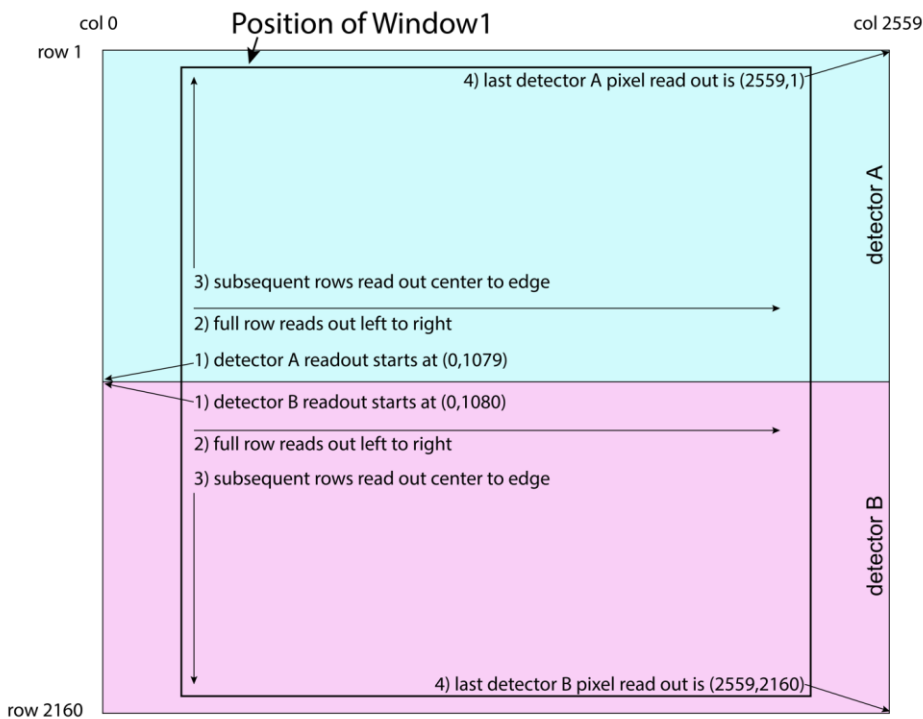 Position of Window1
col 0
col 2559
row 1
4) last detector A pixel read out is (2559,1)
detector A
3) subsequent rows read out center to edge
2) full row reads out left to right
1) detector A readout starts at (0,1079)
1) detector B readout starts at (0,1080)
2) full row reads out left to right
3) subsequent rows read out center to edge
detector B
4) last detector B pixel read out is (2559,2160)
row 2160